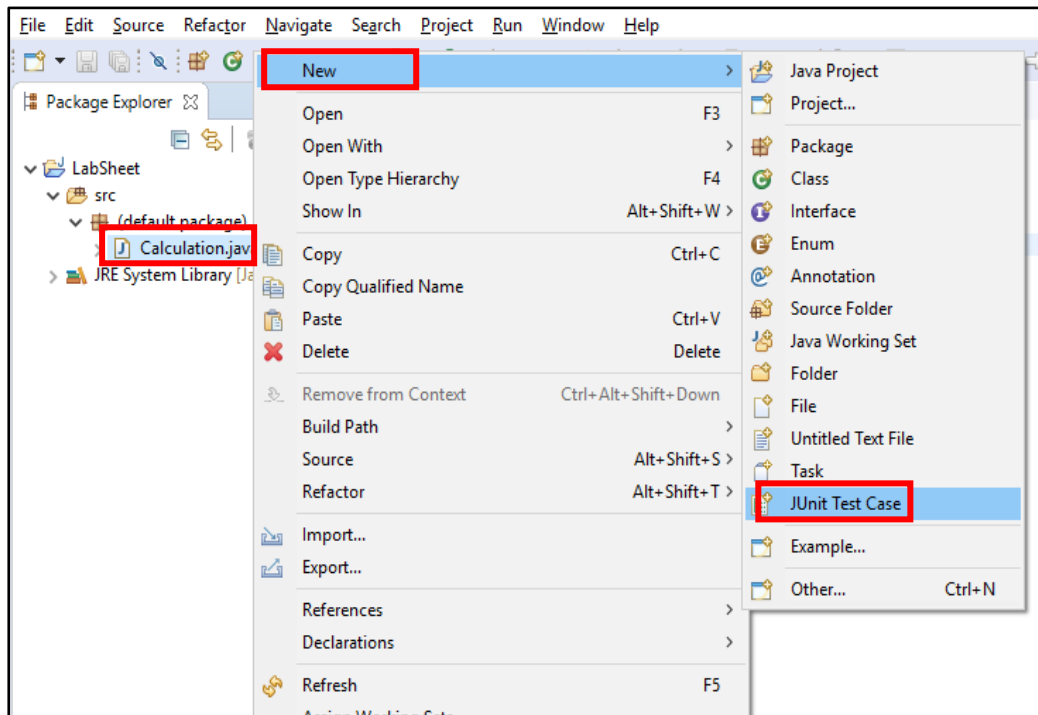 File Edit Source Refactor Navigate Search Project Run Window Help
Package Explorer
LabSheet
src
(default package)
Calculation.jav
JRE System Library [Ja
New
Open F3
Open With
Open Type Hierarchy F4
Show In Alt+Shift+W
Copy Ctrl+C
Copy Qualified Name
Paste Ctrl+V
Delete Delete
Remove from Context Ctrl+Alt+Shift+Down
Build Path
Source Alt+Shift+S
Refactor Alt+Shift+T
Import...
Export...
References
Declarations
Refresh F5
Java Project
Project...
Package
Class
Interface
Enum
Annotation
Source Folder
Java Working Set
Folder
File
Untitled Text File
Task
JUnit Test Case
Example...
Other... Ctrl+N